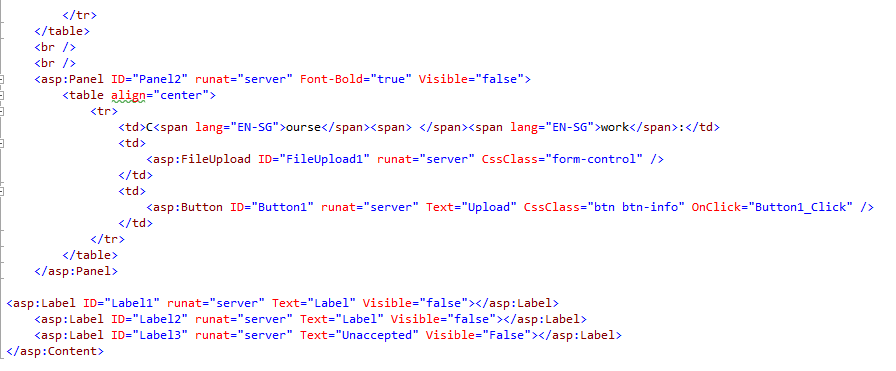 </tr>
</table>
<br />
<br />
<asp:Panel ID="Panel2" runat="server" Font-Bold="true" Visible="false">
<table align="center">
<tr>
<td>C<span lang="EN-SG">ourse</span><span> </span><span lang="EN-SG">work</span>:</td>
<td>
<asp:FileUpload ID="FileUpload1" runat="server" CssClass="form-control" />
</td>
<td>
<asp:Button ID="Button1" runat="server" Text="Upload" CssClass="btn btn-info" OnClick="Button1_Click" />
</td>
</tr>
</table>
</asp:Panel>
<asp:Label ID="Label1" runat="server" Text="Label" Visible="false"></asp:Label>
<asp:Label ID="Label2" runat="server" Text="Label" Visible="false"></asp:Label>
<asp:Label ID="Label3" runat="server" Text="Unaccepted" Visible="False"></asp:Label>
</asp:Content>